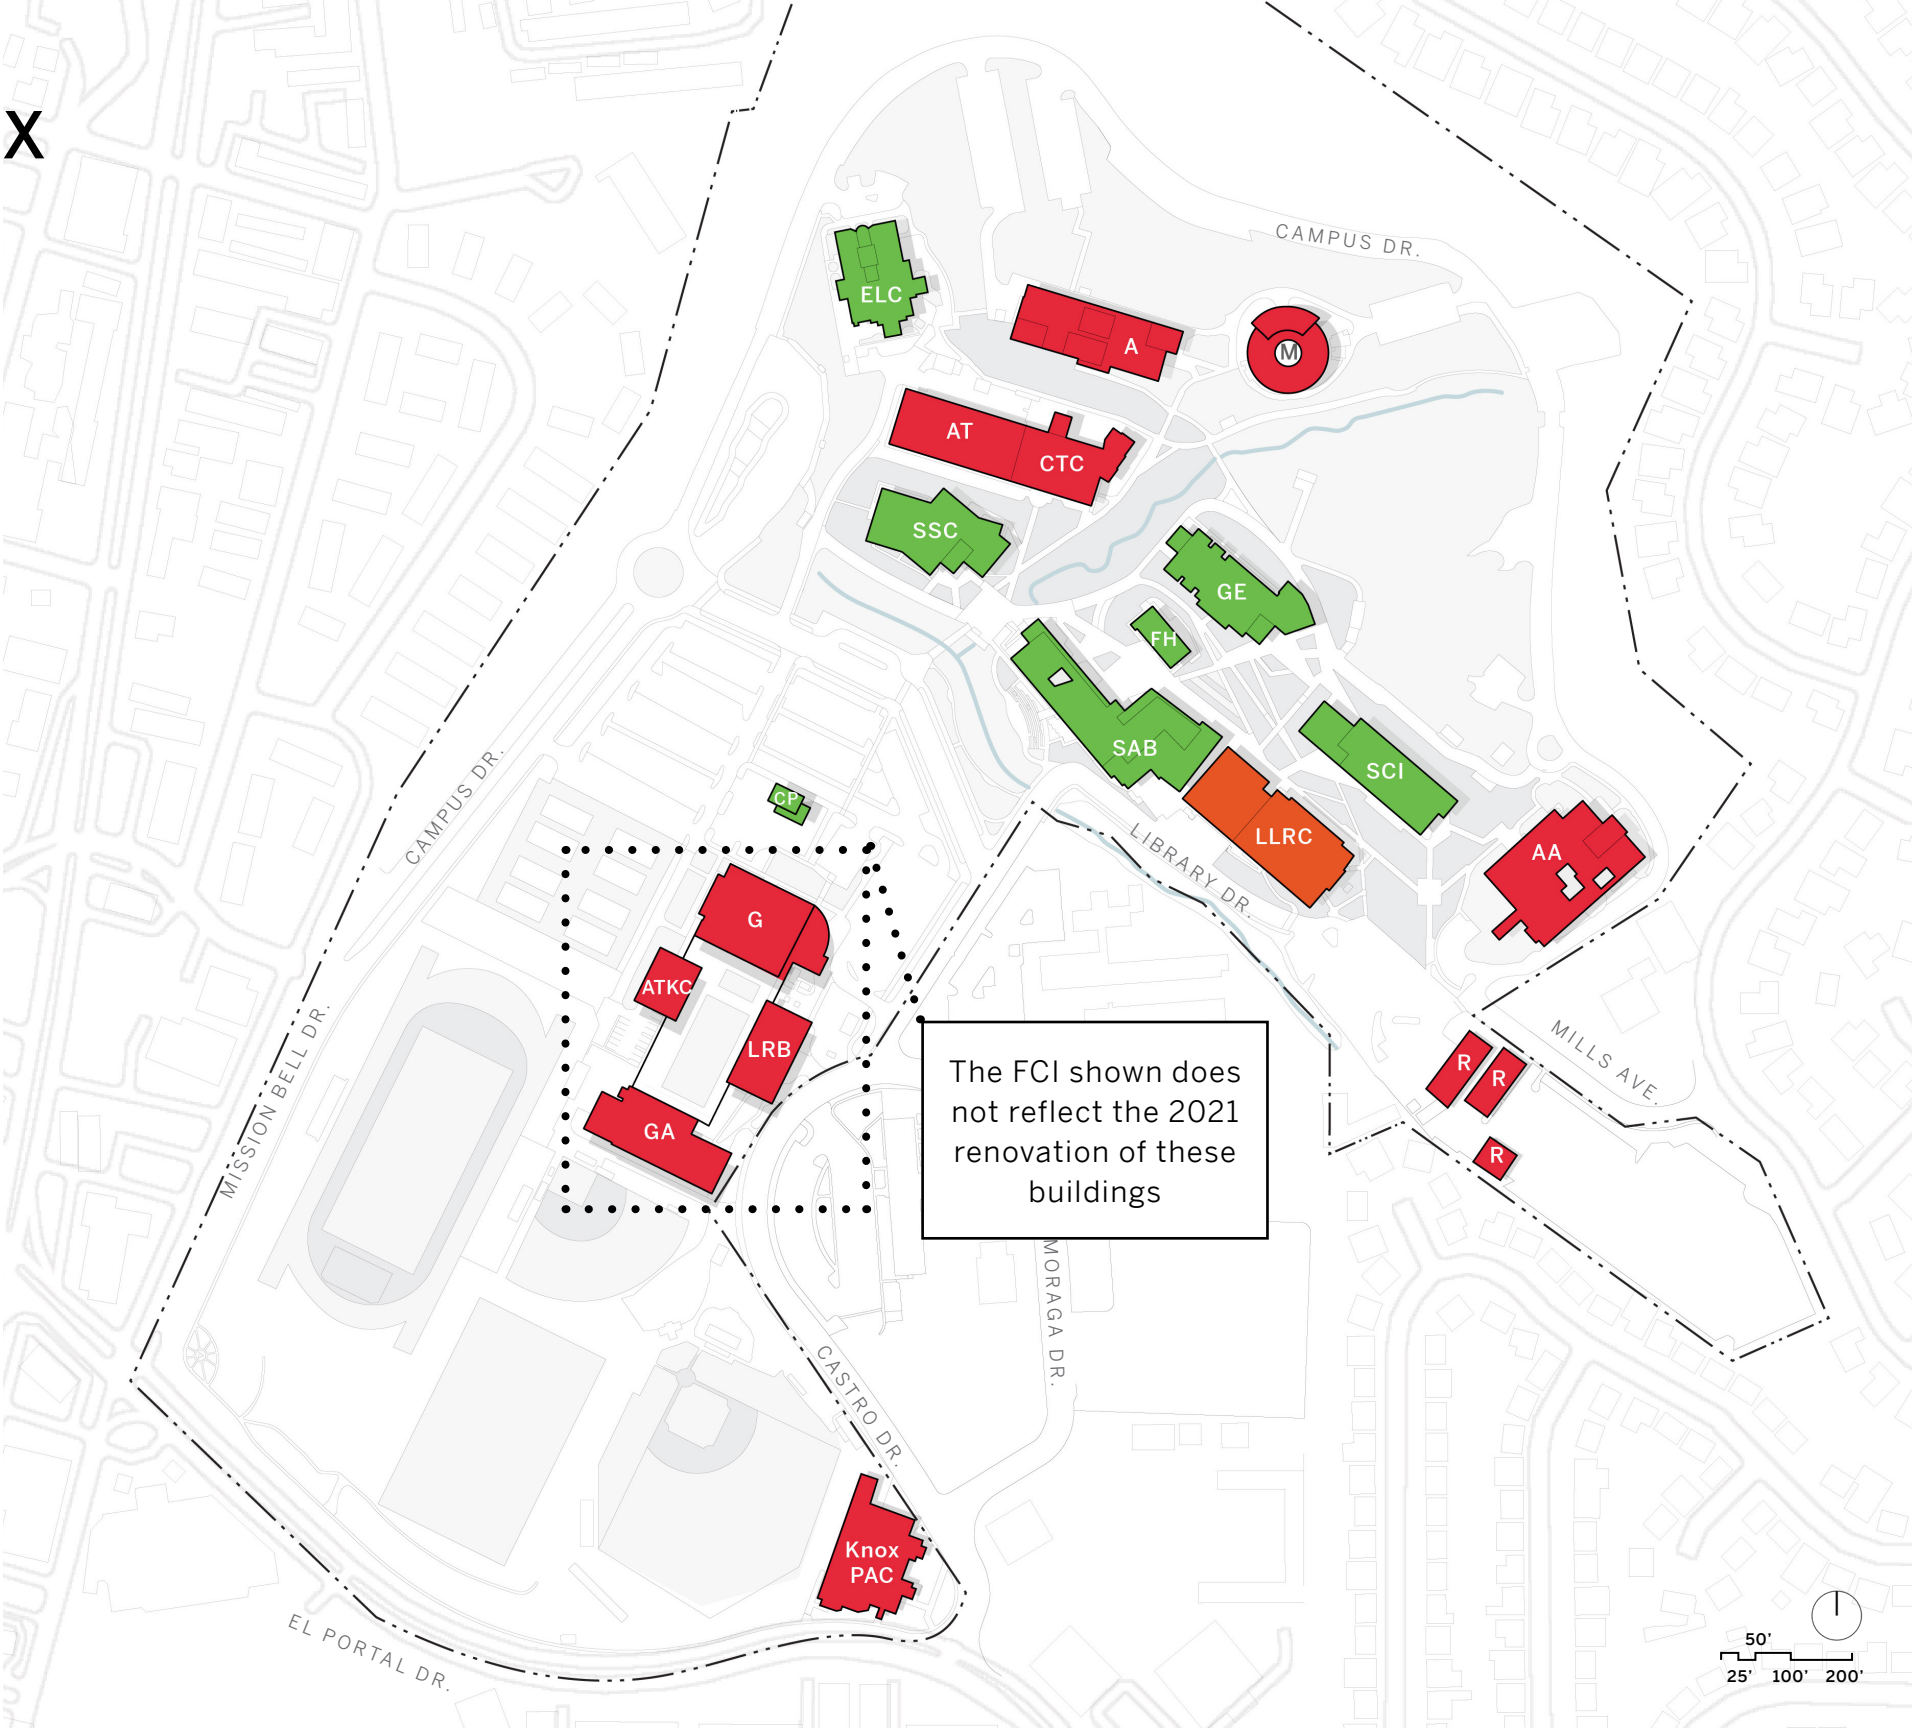 X
CAMPUS DR.
ELC
A
M
AT
CTC
SSC
GE
FH
SAB
SCI
CAMPUS DR.
CP
LLRC
LIBRARY DR.
AA
G
ATKC
LRB
GA
MISSION BELL DR.
The FCI shown does
not reflect the 2021
renovation of these
buildings
MILLS AVE.
R
R
R
MORAGA DR.
CASTRO DR.
Knox
PAC
EL PORTAL DR.
50'
25' 100' 200'